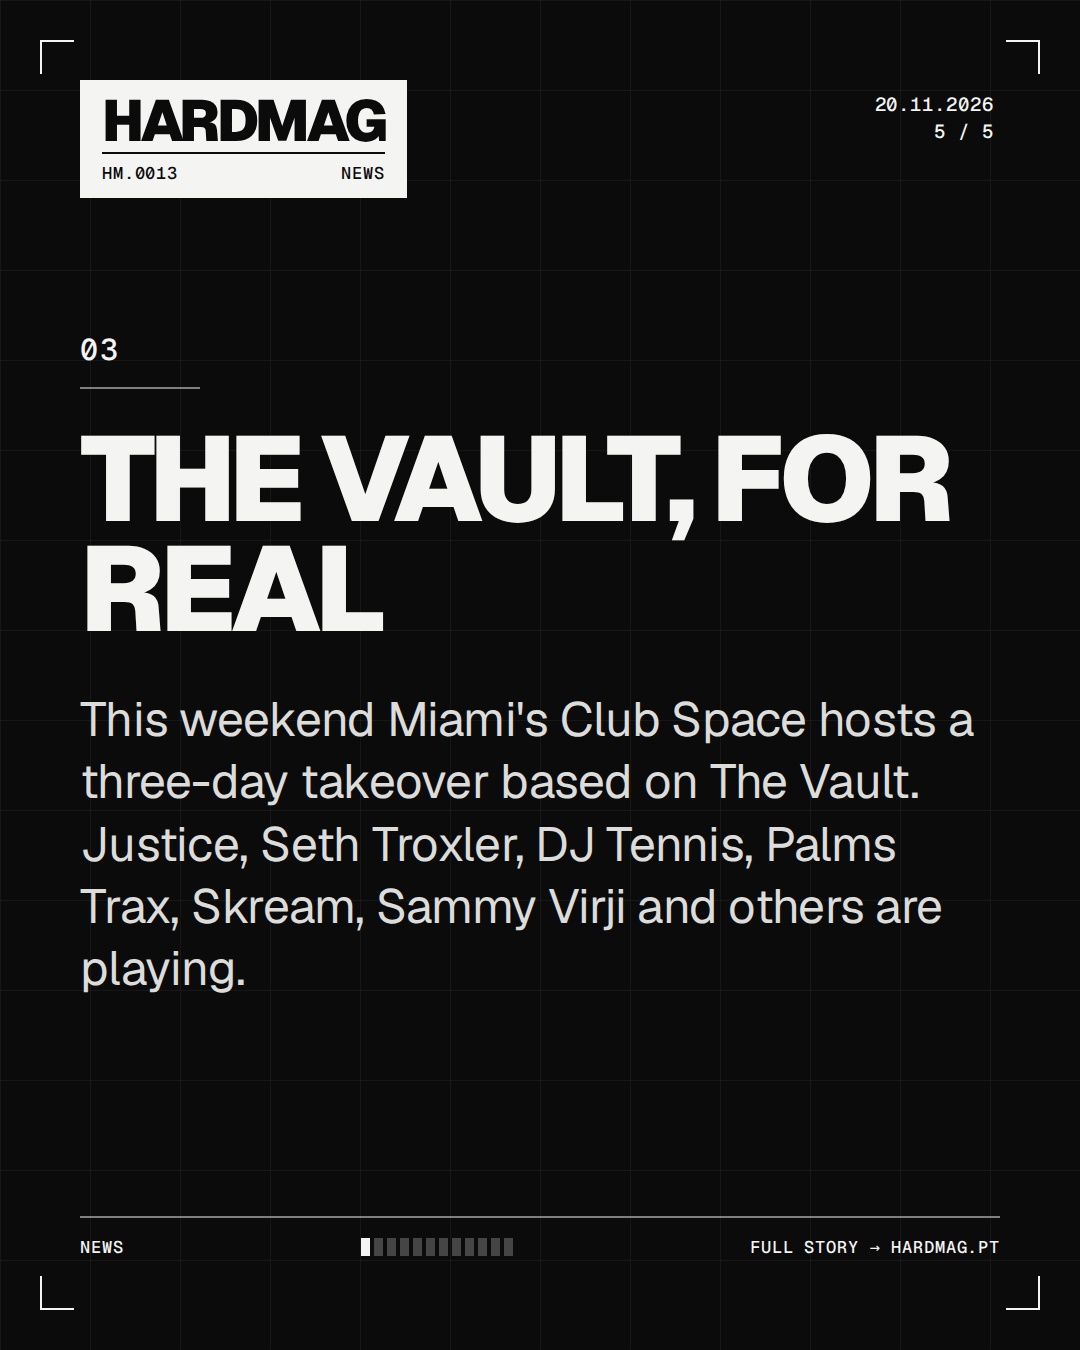 HARDMAG
HM.0013 NEWS
20.11.2026
5 / 5
03
THE VAULT, FOR
REAL
This weekend Miami's Club Space hosts a
three-day takeover based on The Vault.
Justice, Seth Troxler, DJ Tennis, Palms
Trax, Skream, Sammy Virji and others are
playing.
NEWS
FULL STORY → HARDMAG.PT